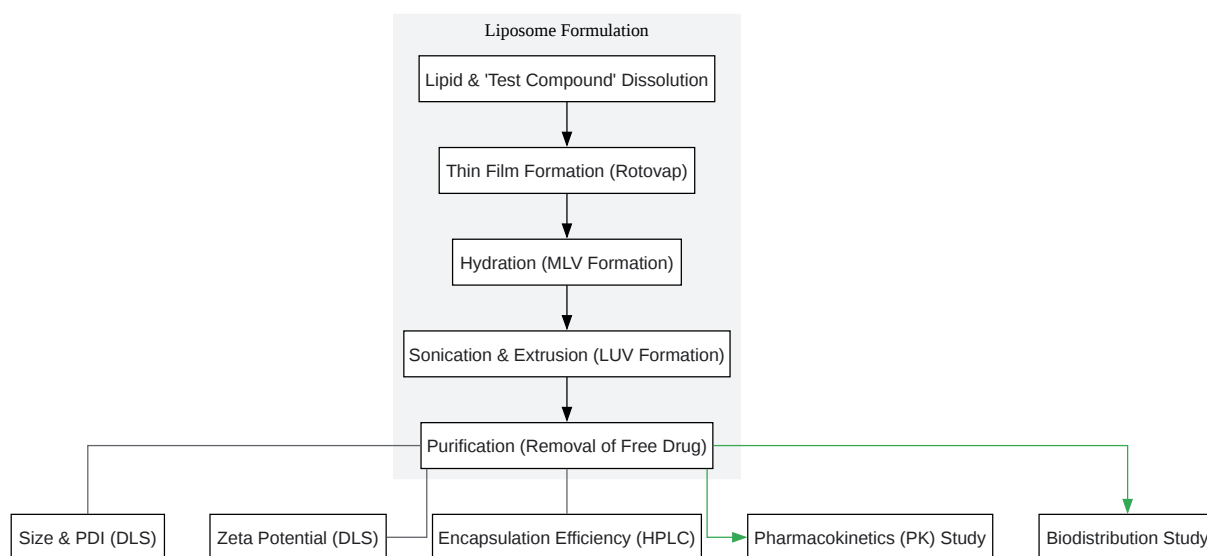 Liposome Formulation
Lipid & 'Test Compound' Dissolution
Thin Film Formation (Rotovap)
Hydration (MLV Formation)
Sonication & Extrusion (LUV Formation)
Purification (Removal of Free Drug)
Size & PDI (DLS)
Zeta Potential (DLS)
Encapsulation Efficiency (HPLC)
Pharmacokinetics (PK) Study
Biodistribution Study